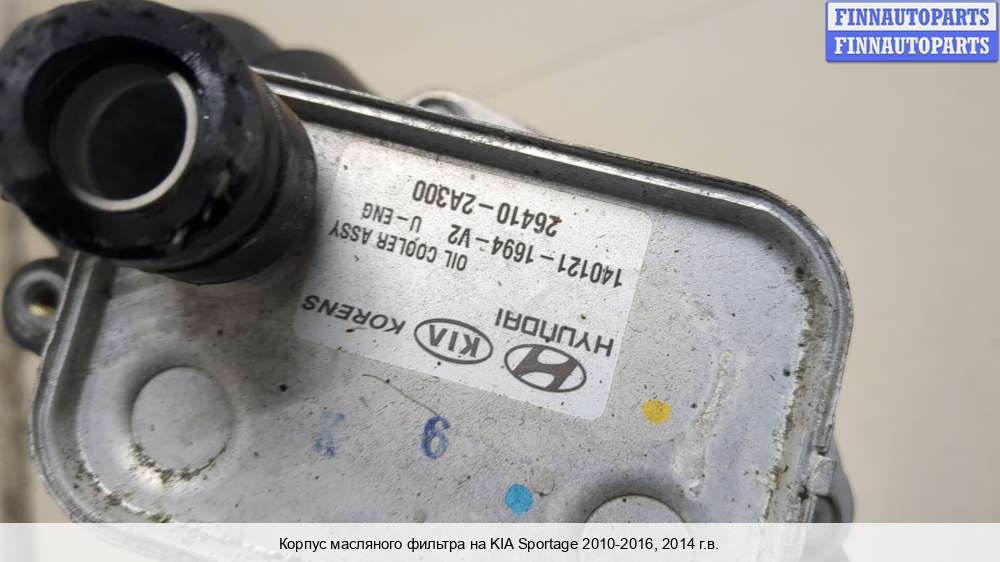 FINNAUTOPARTS
FINNAUTOPARTS
HYUNDAI KIA KORENS
OIL COOLER ASSY
140121-1694-V2 U-ENG
26410-2A300
9
Корпус масляного фильтра на KIA Sportage 2010-2016, 2014 г.в.